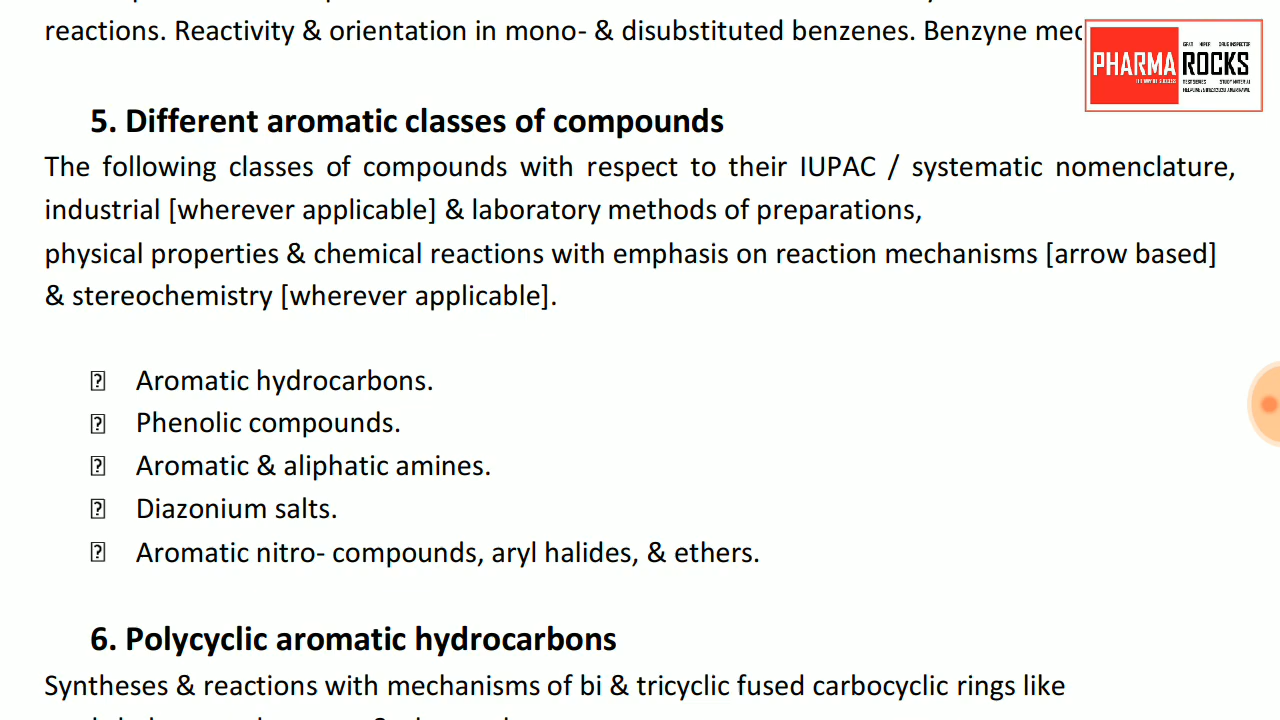 reactions. Reactivity & orientation in mono- & disubstituted benzenes. Benzyne
PHARMA ROCKS
5. Different aromatic classes of compounds
The following classes of compounds with respect to their IUPAC / systematic nomenclature,
industrial [wherever applicable] & laboratory methods of preparations,
physical properties & chemical reactions with emphasis on reaction mechanisms [arrow based]
& stereochemistry [wherever applicable].
Aromatic hydrocarbons.
Phenolic compounds.
Aromatic & aliphatic amines.
Diazonium salts.
Aromatic nitro- compounds, aryl halides, & ethers.
6. Polycyclic aromatic hydrocarbons
Syntheses & reactions with mechanisms of bi & tricyclic fused carbocyclic rings like